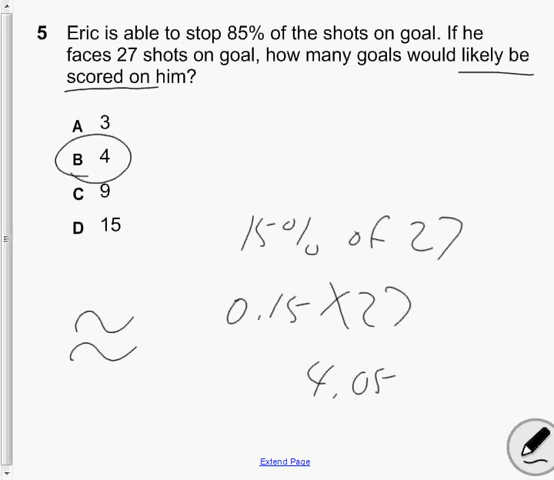 5 Eric is able to stop 85% of the shots on goal. If he
faces 27 shots on goal, how many goals would likely be
scored on him?
A 3
B 4
C 9
D 15
15% of 27
0.15 X 27
≈
4.05
Extend Page